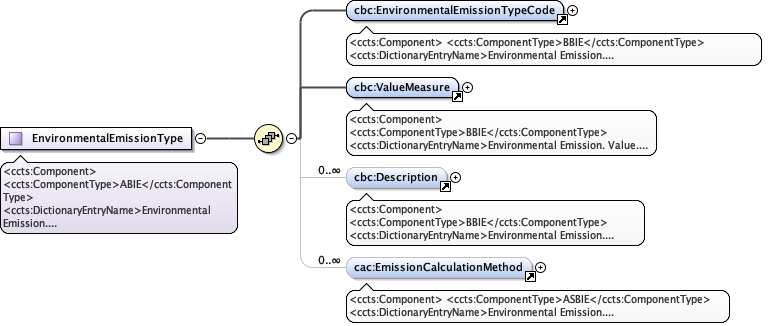 cbc:EnvironmentalEmissionTypeCode
<ccts:Component> <ccts:ComponentType>BBIE</ccts:ComponentType>
<ccts:DictionaryEntryName>Environmental Emission....
cbc:ValueMeasure
<ccts:Component>
<ccts:ComponentType>BBIE</ccts:ComponentType>
<ccts:DictionaryEntryName>Environmental Emission. Value....
EnvironmentalEmissionType
<ccts:Component>
<ccts:ComponentType>ABIE</ccts:Component
Type>
<ccts:DictionaryEntryName>Environmental
Emission....
0..∞
cbc:Description
<ccts:Component>
<ccts:ComponentType>BBIE</ccts:ComponentType>
<ccts:DictionaryEntryName>Environmental Emission....
0..∞
cac:EmissionCalculationMethod
<ccts:Component> <ccts:ComponentType>ASBIE</ccts:ComponentType>
<ccts:DictionaryEntryName>Environmental Emission....